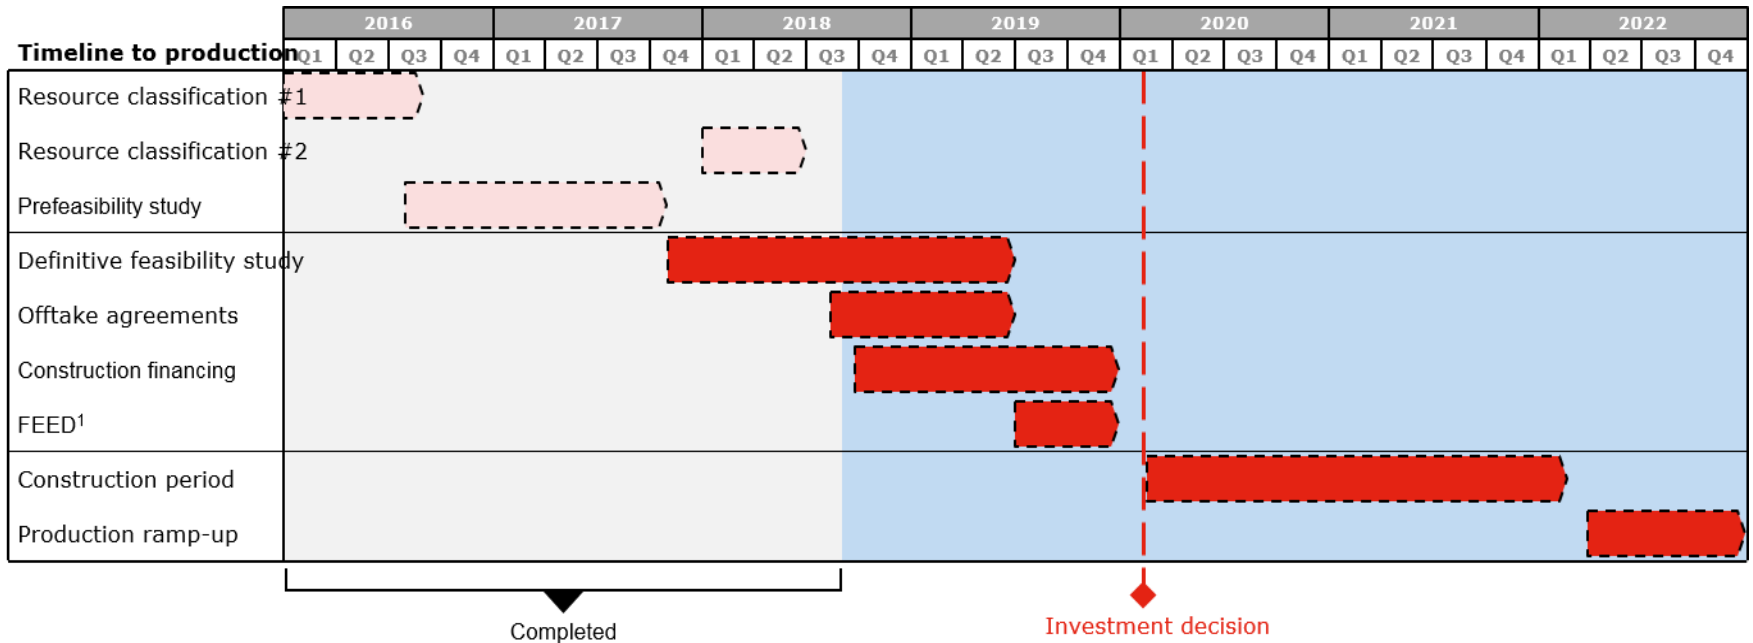 2016 2017 2018 2019 2020 2021 2022
Timeline to production Q1 Q2 Q3 Q4 Q1 Q2 Q3 Q4 Q1 Q2 Q3 Q4 Q1 Q2 Q3 Q4 Q1 Q2 Q3 Q4 Q1 Q2 Q3 Q4 Q1 Q2 Q3 Q4
Resource classification #1
Resource classification #2
Prefeasibility study
Definitive feasibility study
Offtake agreements
Construction financing
FEED¹
Construction period
Production ramp-up
Completed
Investment decision